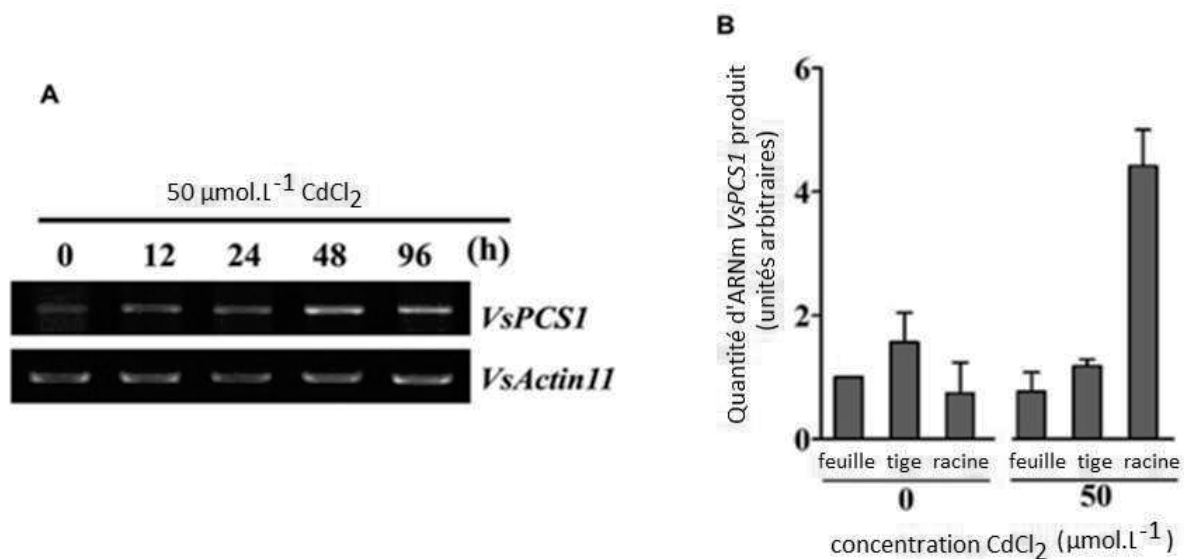 A
50 µmol.L⁻¹ CdCl₂
0 12 24 48 96 (h)
VsPCS1
VsActin11
B
Quantité d'ARNm VsPCS1 produit
(unités arbitraires)
6
4
2
0
feuille tige racine feuille tige racine
0 50
concentration CdCl₂ (µmol.L⁻¹)